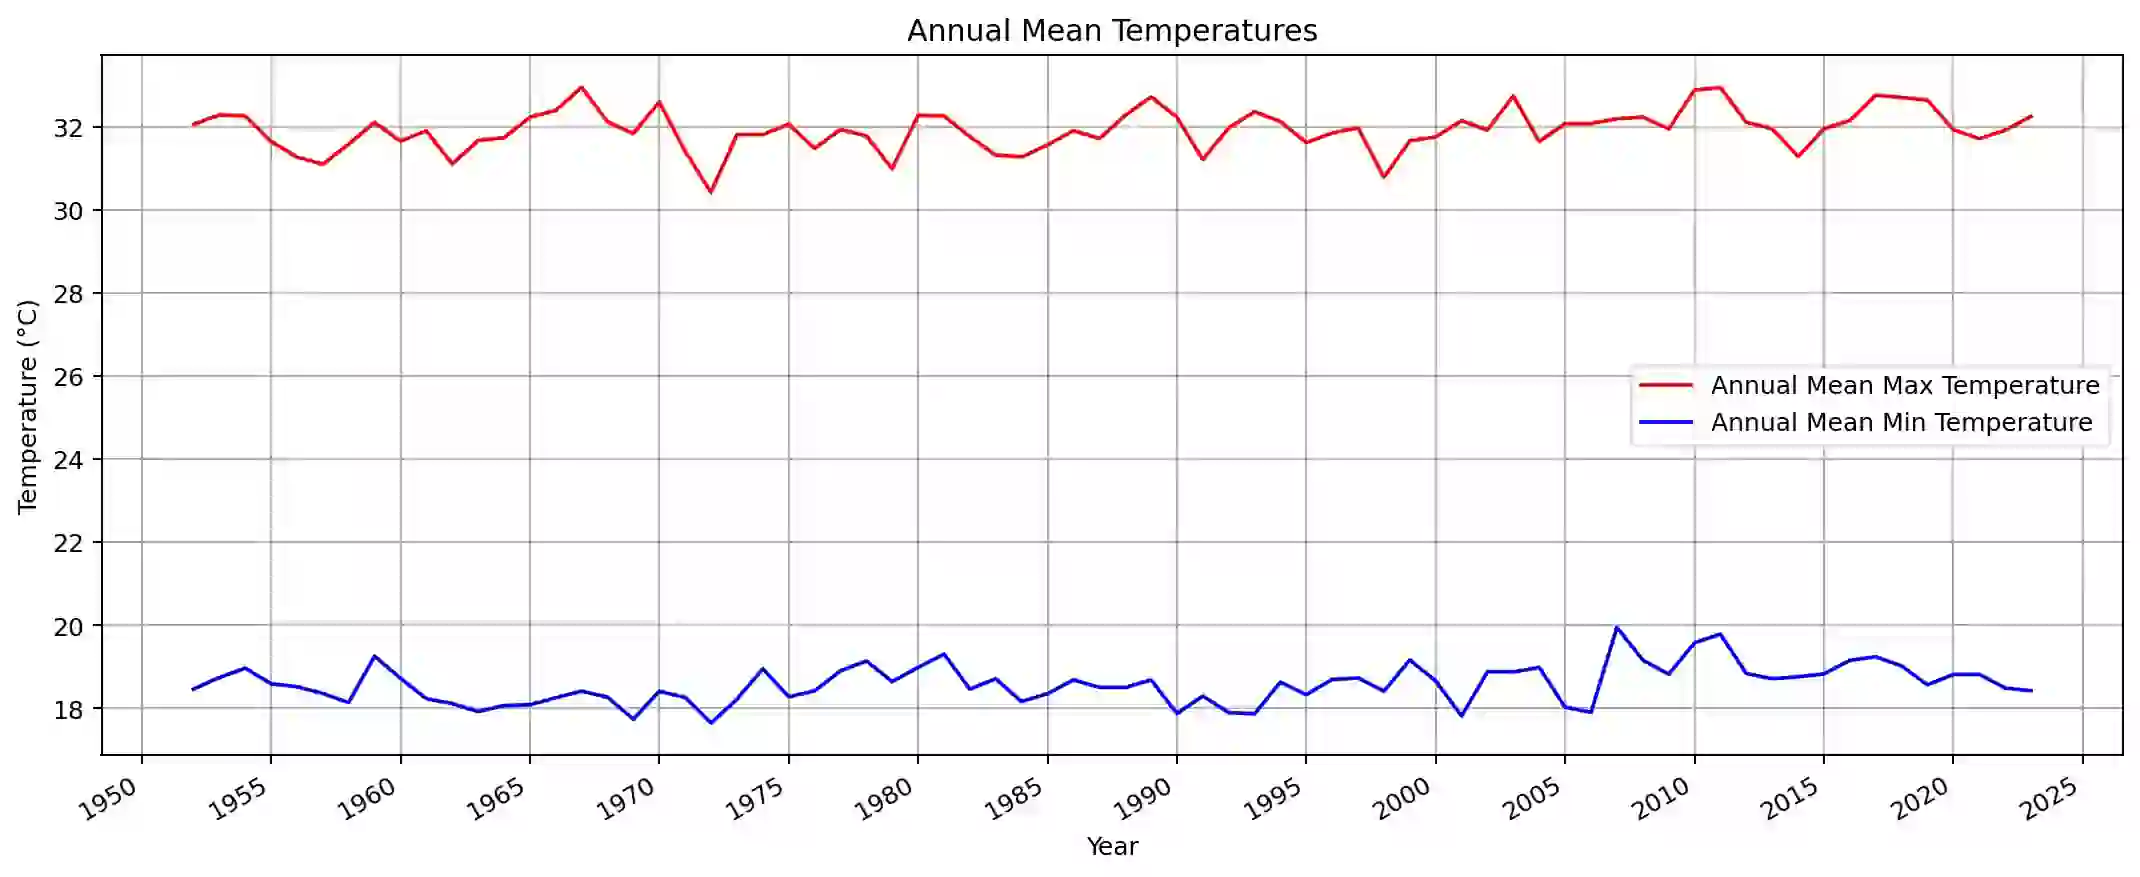 Annual Mean Temperatures
32
30
28
26
24
22
20
18
Temperature (°C)
Annual Mean Max Temperature
Annual Mean Min Temperature
1950 1955 1960 1965 1970 1975 1980 1985 1990 1995 2000 2005 2010 2015 2020 2025
Year